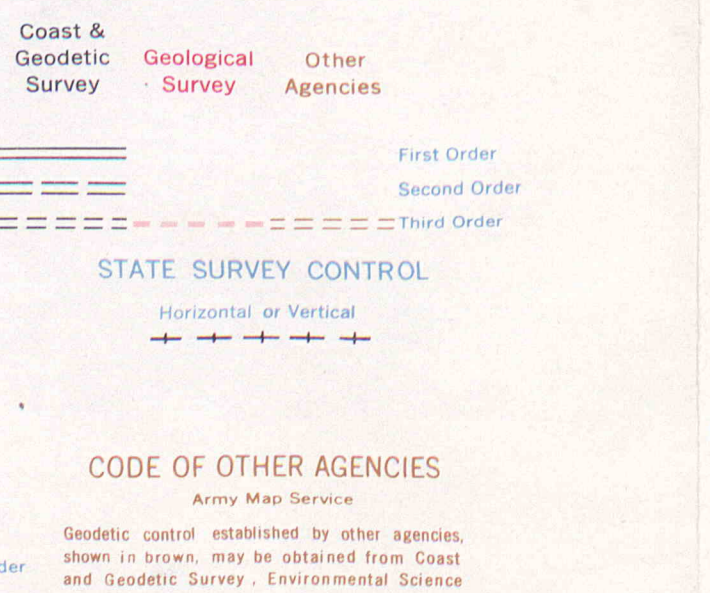 Coast &
Geodetic
Survey
Geological
Survey
Other
Agencies
First Order
Second Order
Third Order
STATE SURVEY CONTROL
Horizontal or Vertical
CODE OF OTHER AGENCIES
Army Map Service
Geodetic control established by other agencies,
shown in brown, may be obtained from Coast
and Geodetic Survey, Environmental Science